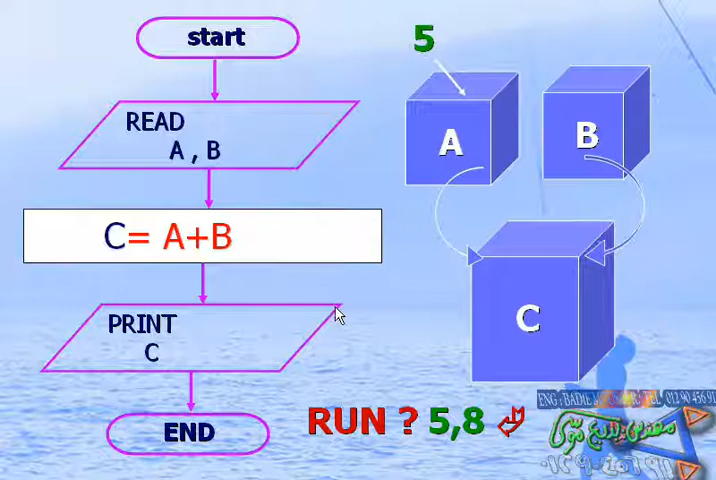 start
READ
A , B
C= A+B
PRINT
C
END
5
A
B
C
RUN ? 5,8